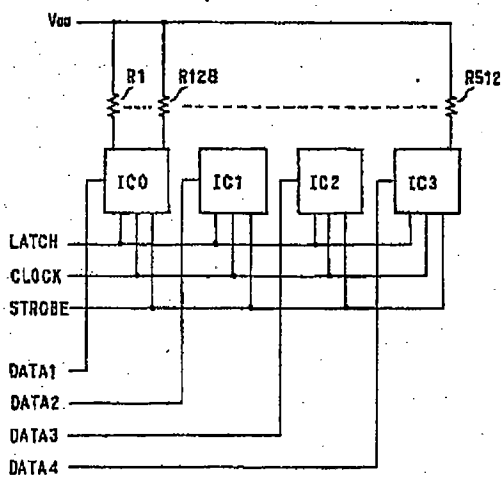 VDD
R1
R128
R512
IC0
IC1
IC2
IC3
LATCH
CLOCK
STROBE
DATA1
DATA2
DATA3
DATA4